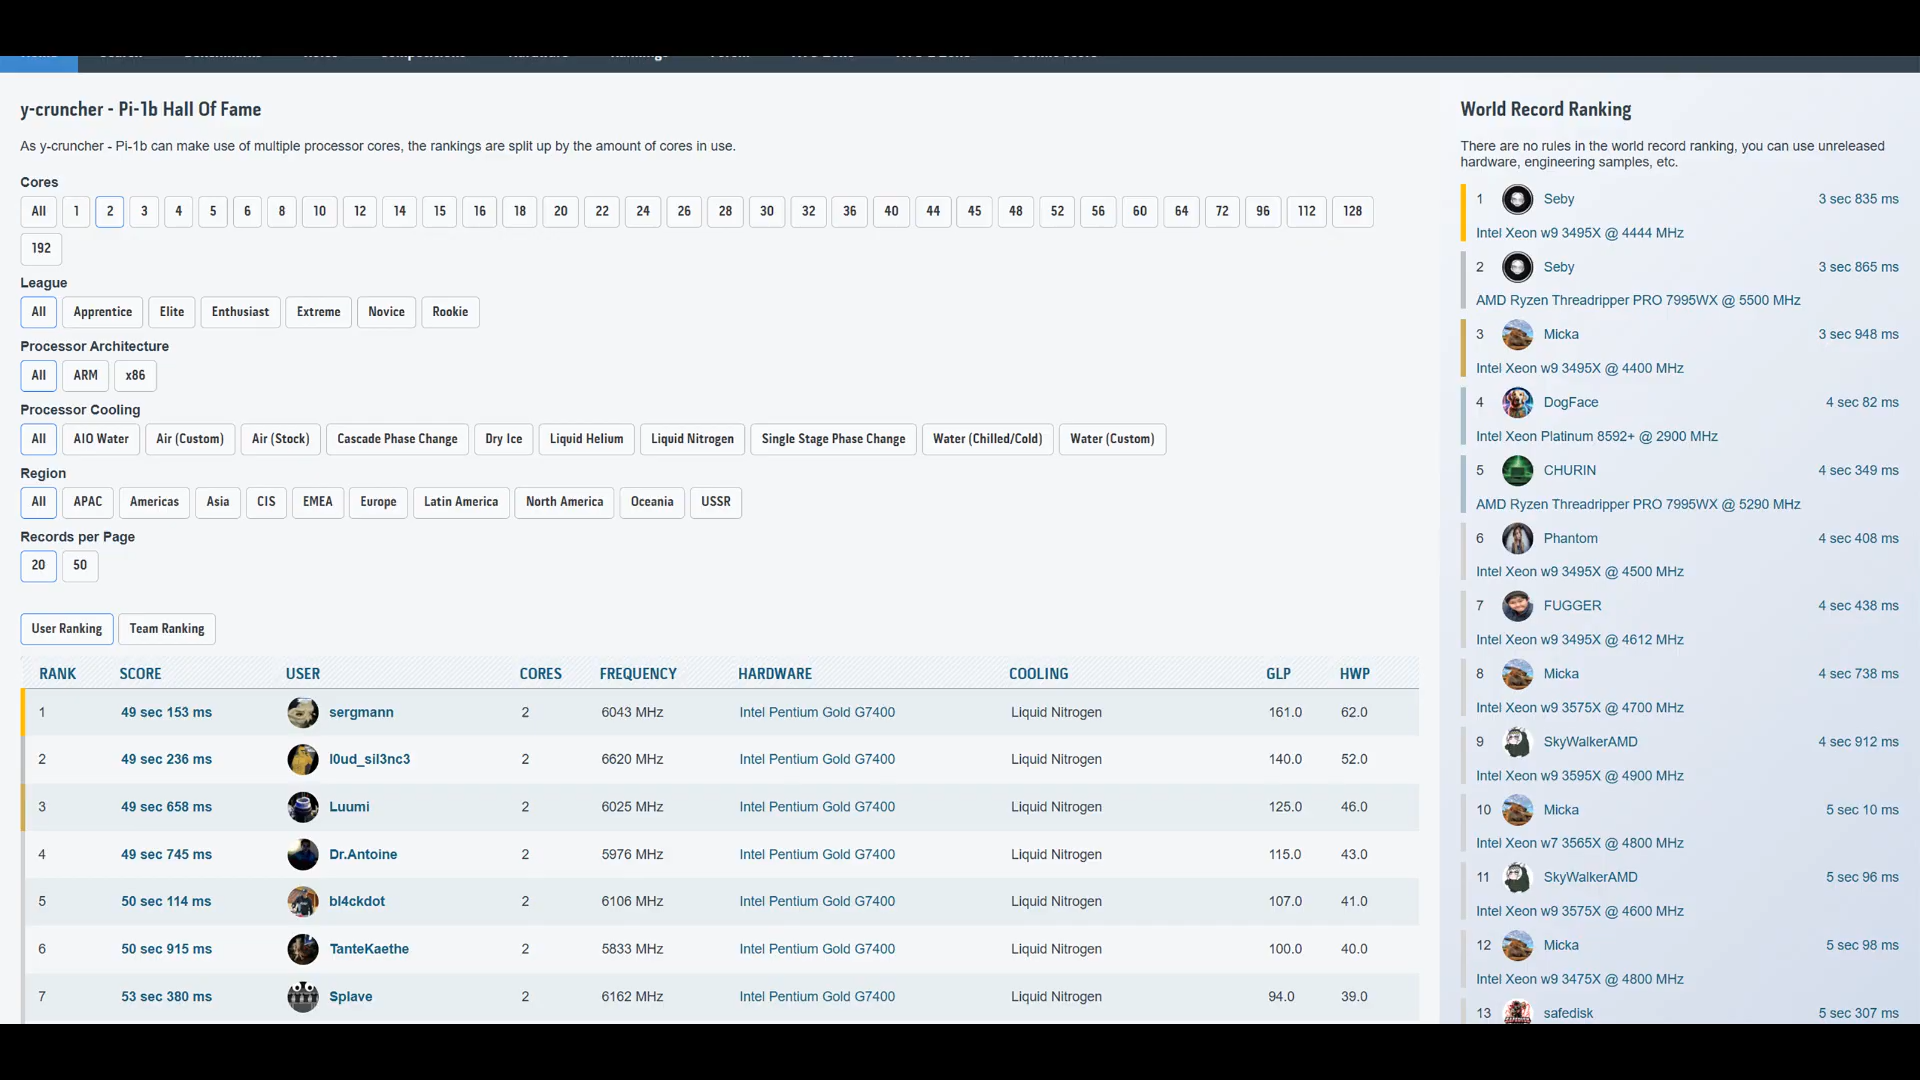 y-cruncher - Pi-1b Hall Of Fame
As y-cruncher - Pi-1b can make use of multiple processor cores, the rankings are split up by the amount of cores in use.
Cores
All 1 2 3 4 5 6 8 10 12 14 15 16 18 20 22 24 26 28 30 32 36 40 44 45 48 52 56 60 64 72 96 112 128
192
League
All Apprentice Elite Enthusiast Extreme Novice Rookie
Processor Architecture
All ARM x86
Processor Cooling
All AIO Water Air (Custom) Air (Stock) Cascade Phase Change Dry Ice Liquid Helium Liquid Nitrogen Single Stage Phase Change Water (Chilled/Cold) Water (Custom)
Region
All APAC Americas Asia CIS EMEA Europe Latin America North America Oceania USSR
Records per Page
20 50
User Ranking Team Ranking
RANK SCORE USER CORES FREQUENCY HARDWARE COOLING GLP HWP
1 49 sec 153 ms sergmann 2 6043 MHz Intel Pentium Gold G7400 Liquid Nitrogen 161.0 62.0
2 49 sec 236 ms l0ud_sil3nc3 2 6620 MHz Intel Pentium Gold G7400 Liquid Nitrogen 140.0 52.0
3 49 sec 658 ms Luumi 2 6025 MHz Intel Pentium Gold G7400 Liquid Nitrogen 125.0 46.0
4 49 sec 745 ms Dr.Antoine 2 5976 MHz Intel Pentium Gold G7400 Liquid Nitrogen 115.0 43.0
5 50 sec 114 ms bl4ckdot 2 6106 MHz Intel Pentium Gold G7400 Liquid Nitrogen 107.0 41.0
6 50 sec 915 ms TanteKaethe 2 5833 MHz Intel Pentium Gold G7400 Liquid Nitrogen 100.0 40.0
7 53 sec 380 ms Splave 2 6162 MHz Intel Pentium Gold G7400 Liquid Nitrogen 94.0 39.0
World Record Ranking
There are no rules in the world record ranking, you can use unreleased
hardware, engineering samples, etc.
1 Seby 3 sec 835 ms
Intel Xeon w9 3495X @ 4444 MHz
2 Seby 3 sec 865 ms
AMD Ryzen Threadripper PRO 7995WX @ 5500 MHz
3 Micka 3 sec 948 ms
Intel Xeon w9 3495X @ 4400 MHz
4 DogFace 4 sec 82 ms
Intel Xeon Platinum 8592+ @ 2900 MHz
5 CHURIN 4 sec 349 ms
AMD Ryzen Threadripper PRO 7995WX @ 5290 MHz
6 Phantom 4 sec 408 ms
Intel Xeon w9 3495X @ 4500 MHz
7 FUGGER 4 sec 438 ms
Intel Xeon w9 3495X @ 4612 MHz
8 Micka 4 sec 738 ms
Intel Xeon w9 3575X @ 4700 MHz
9 SkyWalkerAMD 4 sec 912 ms
Intel Xeon w9 3595X @ 4900 MHz
10 Micka 5 sec 10 ms
Intel Xeon w7 3565X @ 4800 MHz
11 SkyWalkerAMD 5 sec 96 ms
Intel Xeon w9 3575X @ 4600 MHz
12 Micka 5 sec 98 ms
Intel Xeon w9 3475X @ 4800 MHz
13 safedisk 5 sec 307 ms